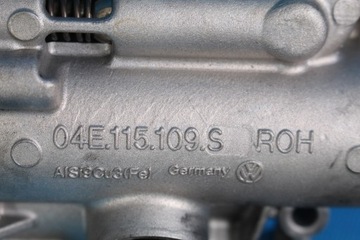 04E.115.109.S ROH
AlSi9Cu3(Fe) Germany